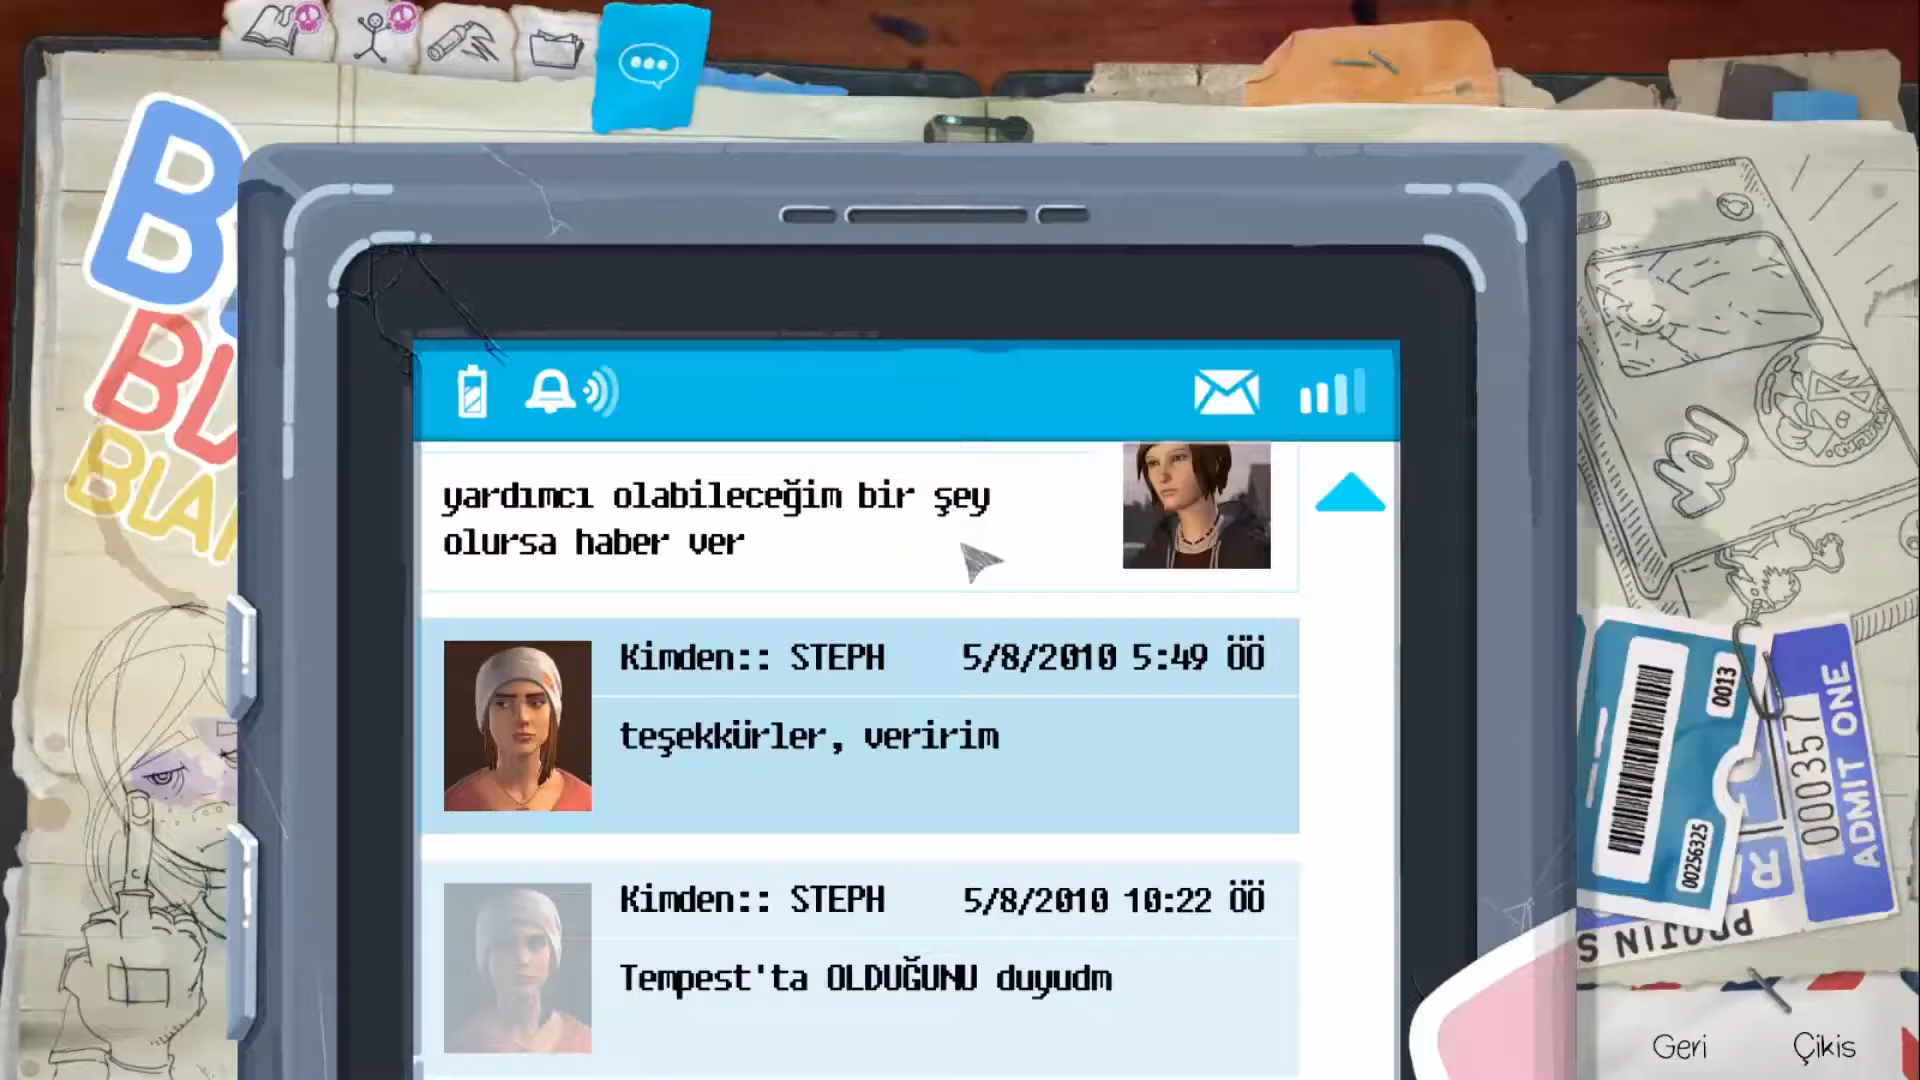 yardımcı olabileceğim bir şey
olursa haber ver
Kimden:: STEPH 5/8/2010 5:49 ÖÖ
teşekkürler, veririm
Kimden:: STEPH 5/8/2010 10:22 ÖÖ
Tempest'ta OLDUĞUNU duyudm
0013
00256325
000357
ADMIT ONE
Geri
Çikis